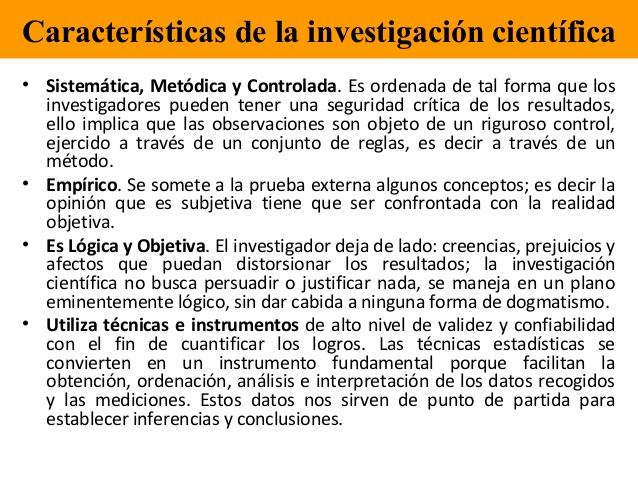 Características de la investigación científica
• Sistemática, Metódica y Controlada. Es ordenada de tal forma que los
investigadores pueden tener una seguridad crítica de los resultados,
ello implica que las observaciones son objeto de un riguroso control,
ejercido a través de un conjunto de reglas, es decir a través de un
método.
• Empírico. Se somete a la prueba externa algunos conceptos; es decir la
opinión que es subjetiva tiene que ser confrontada con la realidad
objetiva.
• Es Lógica y Objetiva. El investigador deja de lado: creencias, prejuicios y
afectos que puedan distorsionar los resultados; la investigación
científica no busca persuadir o justificar nada, se maneja en un plano
eminentemente lógico, sin dar cabida a ninguna forma de dogmatismo.
• Utiliza técnicas e instrumentos de alto nivel de validez y confiabilidad
con el fin de cuantificar los logros. Las técnicas estadísticas se
convierten en un instrumento fundamental porque facilitan la
obtención, ordenación, análisis e interpretación de los datos recogidos
y las mediciones. Estos datos nos sirven de punto de partida para
establecer inferencias y conclusiones.